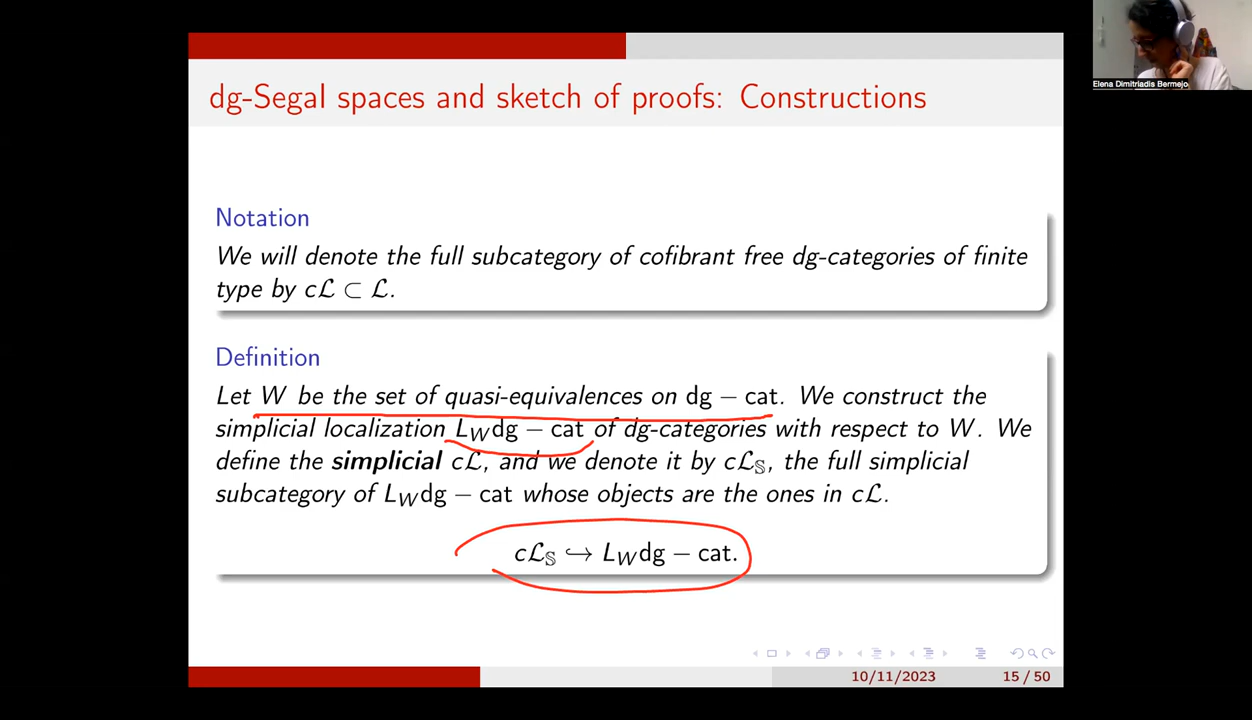 Elena Dimitriadis Bermejo
dg-Segal spaces and sketch of proofs: Constructions
Notation
We will denote the full subcategory of cofibrant free dg-categories of finite
type by cℒ ⊂ ℒ.
Definition
Let W be the set of quasi-equivalences on dg − cat. We construct the
simplicial localization L_W dg − cat of dg-categories with respect to W. We
define the simplicial cℒ, and we denote it by cℒ_𝕊, the full simplicial
subcategory of L_W dg − cat whose objects are the ones in cℒ.
cℒ_𝕊 ↪ L_W dg − cat.
10/11/2023 15 / 50